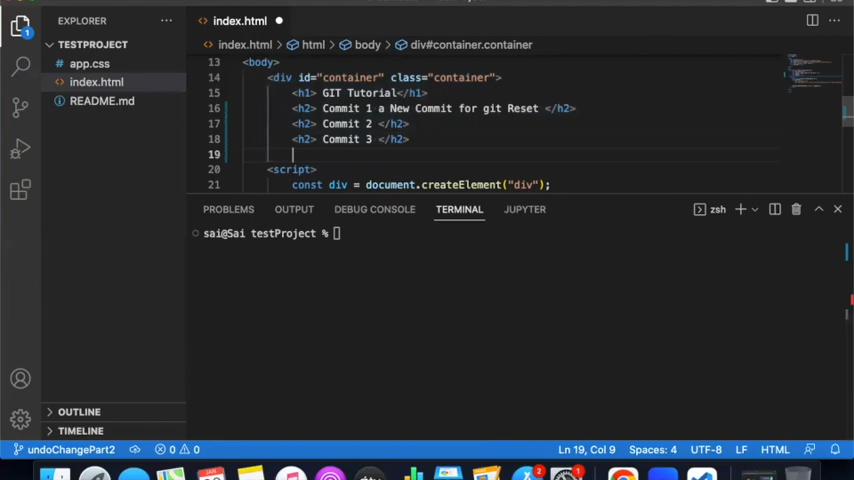 EXPLORER
index.html
TESTPROJECT
index.html html body div#container.container
app.css
index.html
README.md
1
13 <body>
14 <div id="container" class="container">
15 <h1> GIT Tutorial</h1>
16 <h2> Commit 1 a New Commit for git Reset </h2>
17 <h2> Commit 2 </h2>
18 <h2> Commit 3 </h2>
19
20 <script>
21 const div = document.createElement("div");
PROBLEMS OUTPUT DEBUG CONSOLE TERMINAL JUPYTER zsh
sai@Sai testProject %
OUTLINE
TIMELINE
undoChangePart2 0 0 Ln 19, Col 9 Spaces: 4 UTF-8 LF HTML
2 1